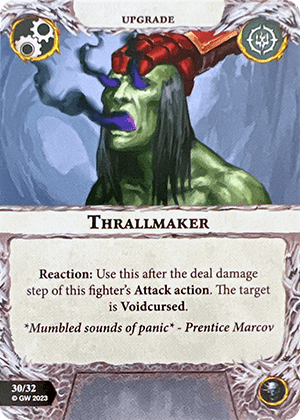 UPGRADE
THRALLMAKER
Reaction: Use this after the deal damage
step of this fighter's Attack action. The target
is Voidcursed.
*Mumbled sounds of panic* - Prentice Marcov
30/32
© GW 2023